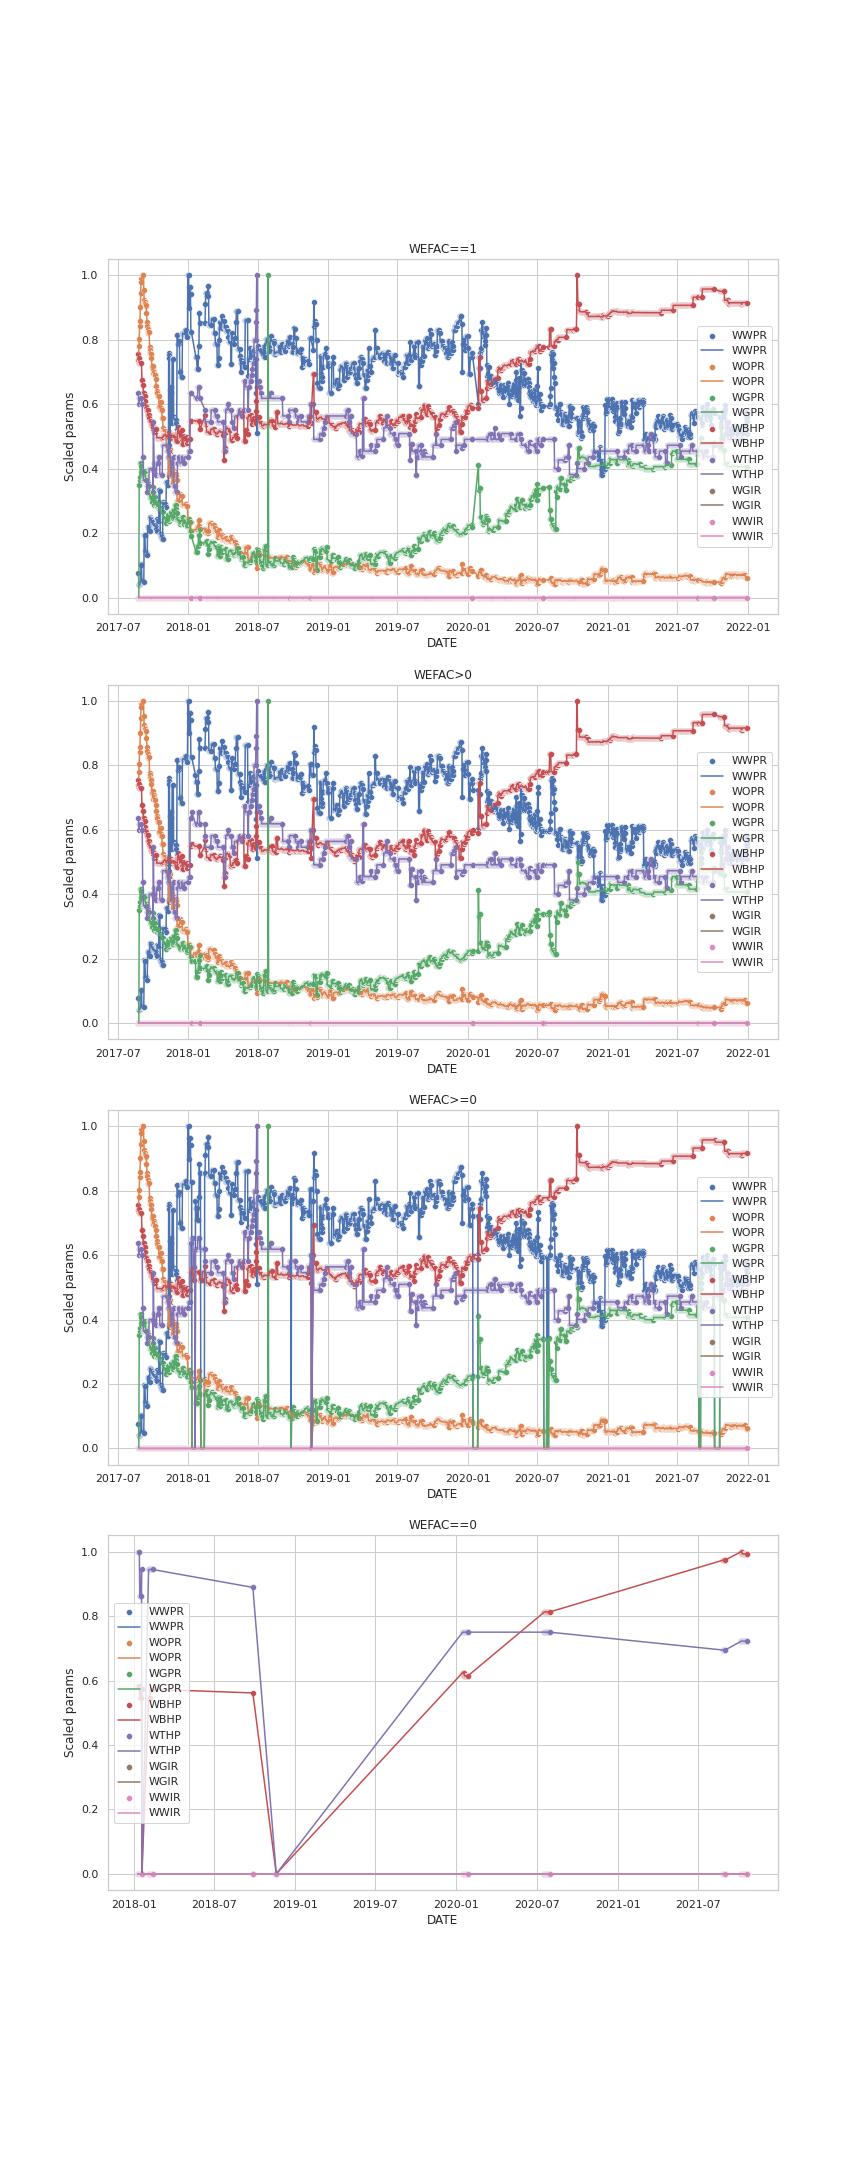 WEFAC==1
1.0
0.8
0.6
0.4
0.2
0.0
Scaled params
WWPR
WWPR
WOPR
WOPR
WGPR
WGPR
WBHP
WBHP
WTHP
WTHP
WGIR
WGIR
WWIR
WWIR
2017-07 2018-01 2018-07 2019-01 2019-07 2020-01 2020-07 2021-01 2021-07 2022-01
DATE
WEFAC>0
1.0
0.8
0.6
0.4
0.2
0.0
Scaled params
WWPR
WWPR
WOPR
WOPR
WGPR
WGPR
WBHP
WBHP
WTHP
WTHP
WGIR
WGIR
WWIR
WWIR
2017-07 2018-01 2018-07 2019-01 2019-07 2020-01 2020-07 2021-01 2021-07 2022-01
DATE
WEFAC>=0
1.0
0.8
0.6
0.4
0.2
0.0
Scaled params
WWPR
WWPR
WOPR
WOPR
WGPR
WGPR
WBHP
WBHP
WTHP
WTHP
WGIR
WGIR
WWIR
WWIR
2017-07 2018-01 2018-07 2019-01 2019-07 2020-01 2020-07 2021-01 2021-07 2022-01
DATE
WEFAC==0
1.0
0.8
0.6
0.4
0.2
0.0
Scaled params
WWPR
WWPR
WOPR
WOPR
WGPR
WGPR
WBHP
WBHP
WTHP
WTHP
WGIR
WGIR
WWIR
WWIR
2018-01 2018-07 2019-01 2019-07 2020-01 2020-07 2021-01 2021-07
DATE